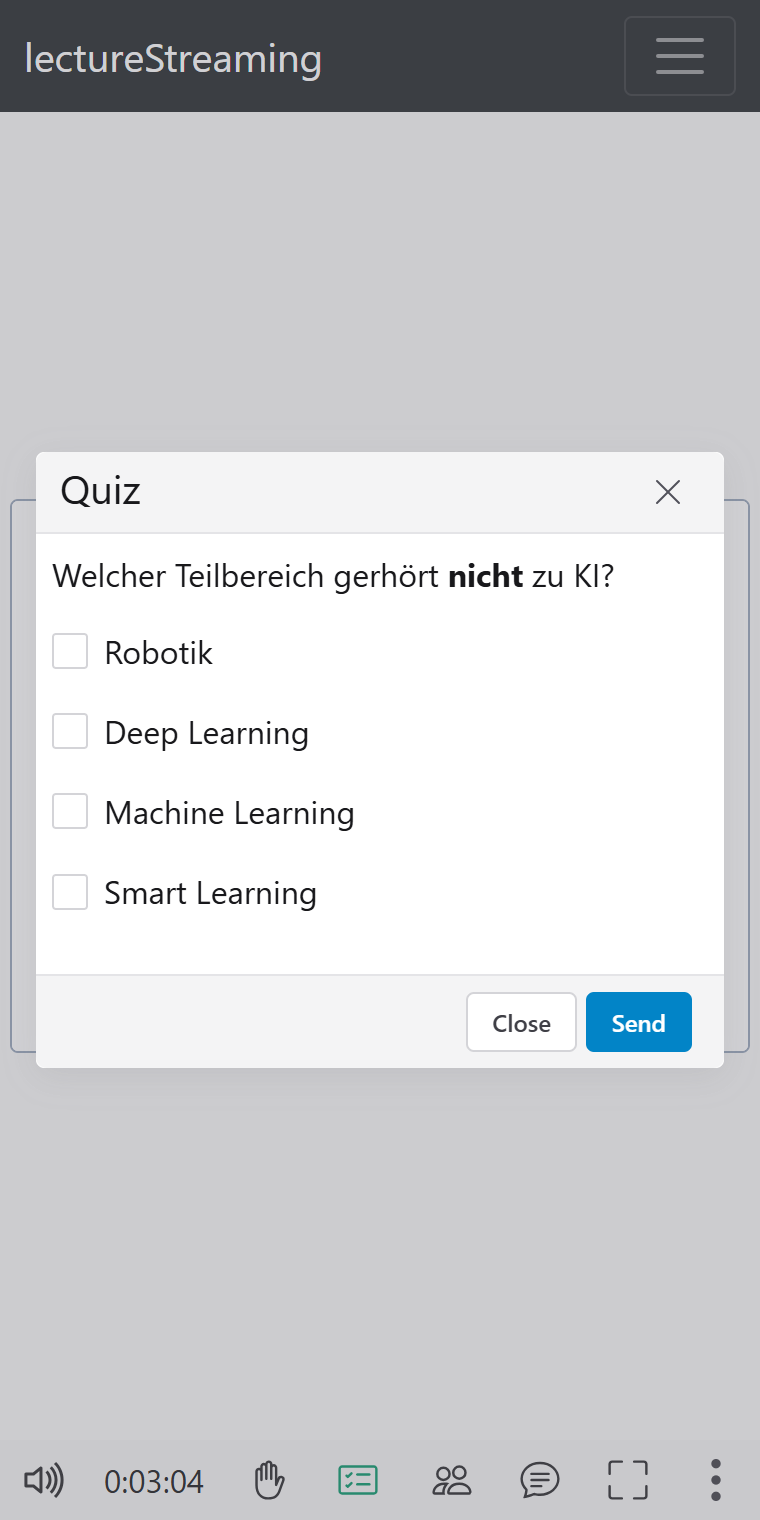 lectureStreaming
Quiz
Welcher Teilbereich gerhört nicht zu KI?
Robotik
Deep Learning
Machine Learning
Smart Learning
Close Send
0:03:04